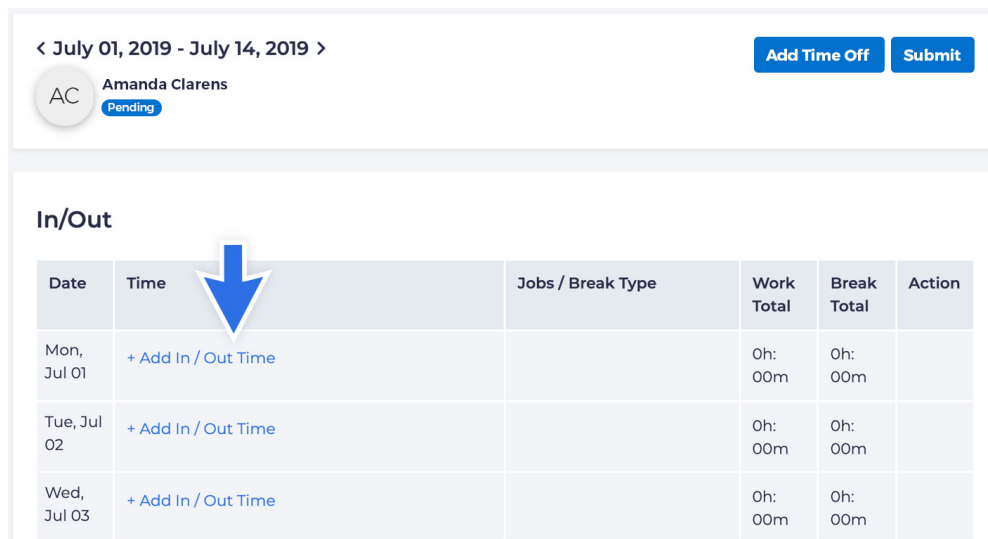 < July 01, 2019 - July 14, 2019 >
Add Time Off Submit
AC
Amanda Clarens
Pending
In/Out
Date Time Jobs / Break Type Work Total Break Total Action
Mon, Jul 01 + Add In / Out Time 0h: 00m 0h: 00m
Tue, Jul 02 + Add In / Out Time 0h: 00m 0h: 00m
Wed, Jul 03 + Add In / Out Time 0h: 00m 0h: 00m